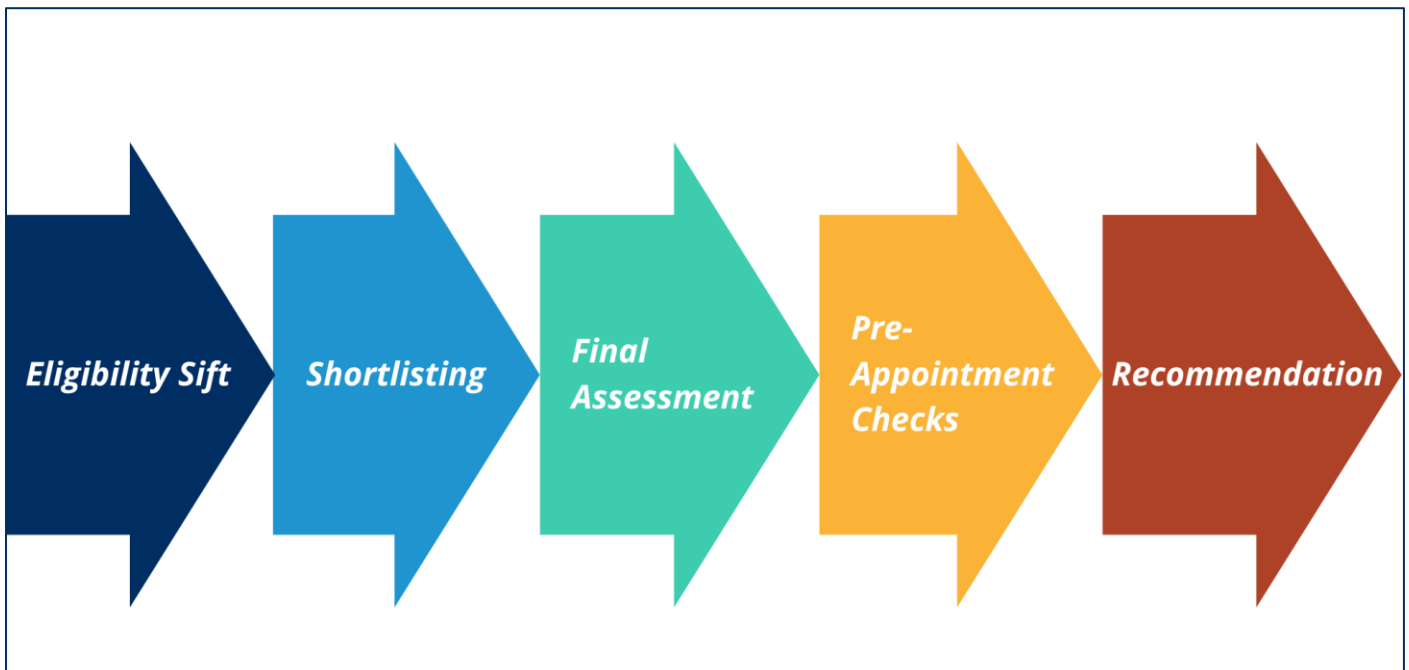 Eligibility Sift
Shortlisting
Final
Assessment
Pre-
Appointment
Checks
Recommendation